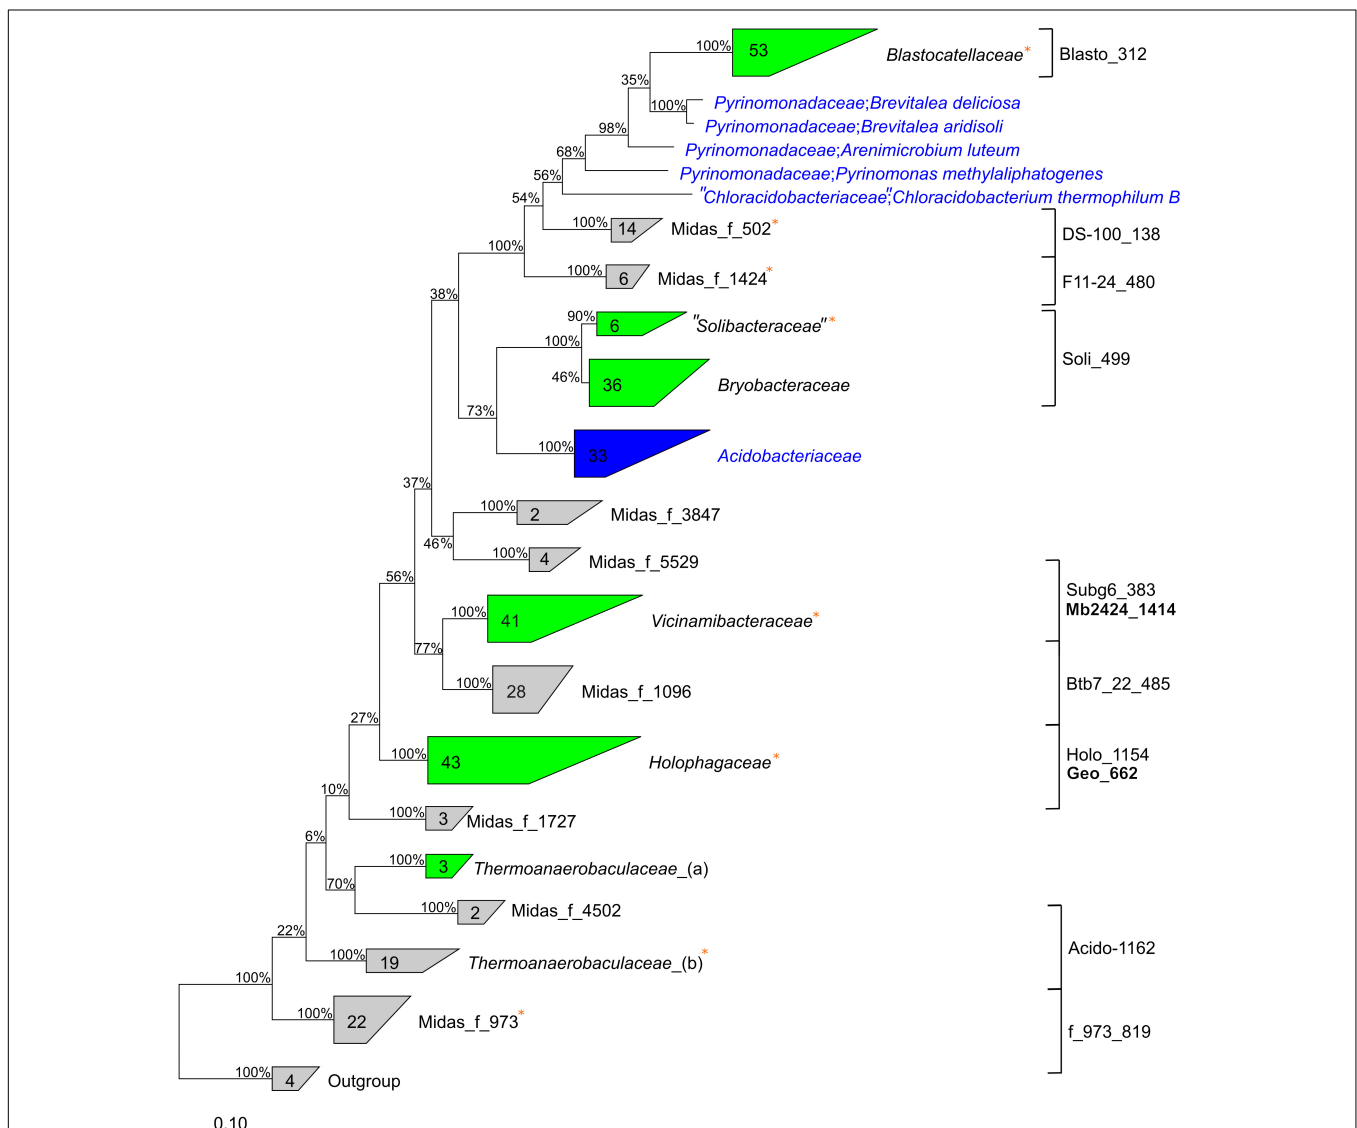 100% 53 Blastocatellaceae* Blasto_312
35%
100% Pyrinomonadaceae;Brevitalea deliciosa
Pyrinomonadaceae;Brevitalea aridisoli
98%
Pyrinomonadaceae;Arenimicrobium luteum
68%
Pyrinomonadaceae;Pyrinomonas methylaliphatogenes
56%
"Chloracidobacteriaceae";Chloracidobacterium thermophilum B
54%
100% 14 Midas_f_502* DS-100_138
100%
100% 6 Midas_f_1424* F11-24_480
38%
90% 6 "Solibacteraceae"*
100%
Soli_499
46% 36 Bryobacteraceae
73%
100% 33 Acidobacteriaceae
37%
100% 2 Midas_f_3847
46%
100% 4 Midas_f_5529
56%
Subg6_383
Mb2424_1414
100% 41 Vicinamibacteraceae*
77%
100% 28 Midas_f_1096 Btb7_22_485
27%
100% 43 Holophagaceae* Holo_1154
Geo_662
10%
100% 3 Midas_f_1727
6%
100% 3 Thermoanaerobaculaceae_(a)
70%
100% 2 Midas_f_4502
22%
Acido-1162
100% 19 Thermoanaerobaculaceae_(b)*
100%
100% 22 Midas_f_973* f_973_819
100% 4 Outgroup
0.10